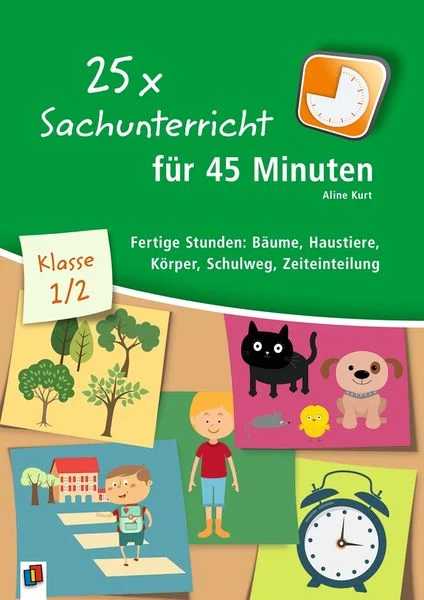 25 x
Sachunterricht
für 45 Minuten
Aline Kurt
Fertige Stunden: Bäume, Haustiere,
Körper, Schulweg, Zeiteinteilung
Klasse
1/2